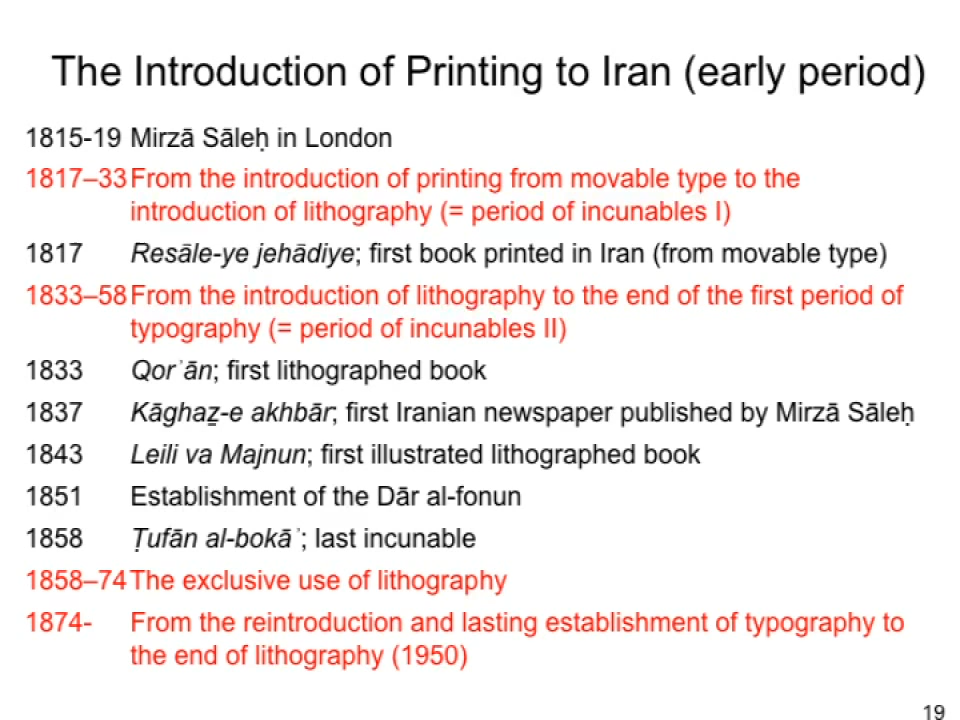 The Introduction of Printing to Iran (early period)
1815-19 Mirzā Sāleḥ in London
1817–33 From the introduction of printing from movable type to the
introduction of lithography (= period of incunables I)
1817 Resāle-ye jehādiye; first book printed in Iran (from movable type)
1833–58 From the introduction of lithography to the end of the first period of
typography (= period of incunables II)
1833 Qorʾān; first lithographed book
1837 Kāghaẕ-e akhbār; first Iranian newspaper published by Mirzā Sāleḥ
1843 Leili va Majnun; first illustrated lithographed book
1851 Establishment of the Dār al-fonun
1858 Ṭufān al-bokāʾ; last incunable
1858–74 The exclusive use of lithography
1874- From the reintroduction and lasting establishment of typography to
the end of lithography (1950)
19